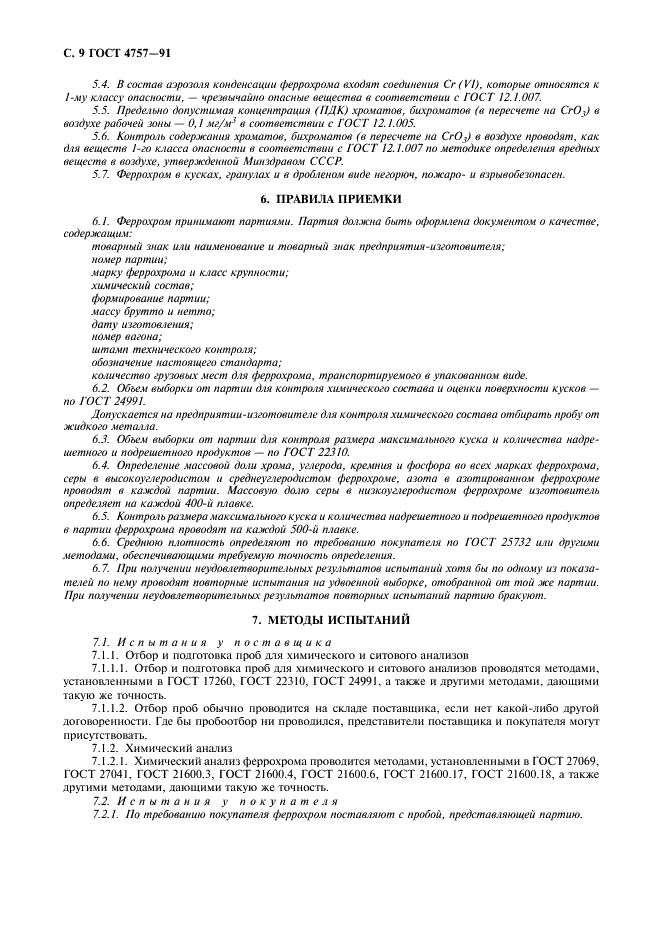 С. 9 ГОСТ 4757—91
5.4. В состав аэрозоля конденсации феррохрома входят соединения Cr (VI), которые относятся к
1-му классу опасности, — чрезвычайно опасные вещества в соответствии с ГОСТ 12.1.007.
5.5. Предельно допустимая концентрация (ПДК) хроматов, бихроматов (в пересчете на CrO3) в
воздухе рабочей зоны — 0,1 мг/м³ в соответствии с ГОСТ 12.1.005.
5.6. Контроль содержания хроматов, бихроматов (в пересчете на CrO3) в воздухе проводят, как
для веществ 1-го класса опасности в соответствии с ГОСТ 12.1.007 по методике определения вредных
веществ в воздухе, утвержденной Минздравом СССР.
5.7. Феррохром в кусках, гранулах и в дробленом виде негорюч, пожаро- и взрывобезопасен.
6. ПРАВИЛА ПРИЕМКИ
6.1. Феррохром принимают партиями. Партия должна быть оформлена документом о качестве,
содержащим:
товарный знак или наименование и товарный знак предприятия-изготовителя;
номер партии;
марку феррохрома и класс крупности;
химический состав;
формирование партии;
массу брутто и нетто;
дату изготовления;
номер вагона;
штамп технического контроля;
обозначение настоящего стандарта;
количество грузовых мест для феррохрома, транспортируемого в упакованном виде.
6.2. Объем выборки от партии для контроля химического состава и оценки поверхности кусков —
по ГОСТ 24991.
Допускается на предприятии-изготовителе для контроля химического состава отбирать пробу от
жидкого металла.
6.3. Объем выборки от партии для контроля размера максимального куска и количества надре-
шетного и подрешетного продуктов — по ГОСТ 22310.
6.4. Определение массовой доли хрома, углерода, кремния и фосфора во всех марках феррохрома,
серы в высокоуглеродистом и среднеуглеродистом феррохроме, азота в азотированном феррохроме
проводят в каждой партии. Массовую долю серы в низкоуглеродистом феррохроме изготовитель
определяет на каждой 400-й плавке.
6.5. Контроль размера максимального куска и количества надрешетного и подрешетного продуктов
в партии феррохрома проводят на каждой 500-й плавке.
6.6. Среднюю плотность определяют по требованию покупателя по ГОСТ 25732 или другими
методами, обеспечивающими требуемую точность определения.
6.7. При получении неудовлетворительных результатов испытаний хотя бы по одному из показа-
телей по нему проводят повторные испытания на удвоенной выборке, отобранной от той же партии.
При получении неудовлетворительных результатов повторных испытаний партию бракуют.
7. МЕТОДЫ ИСПЫТАНИЙ
7.1. Испытания у поставщика
7.1.1. Отбор и подготовка проб для химического и ситового анализов
7.1.1.1. Отбор и подготовка проб для химического и ситового анализов проводятся методами,
установленными в ГОСТ 17260, ГОСТ 22310, ГОСТ 24991, а также и другими методами, дающими
такую же точность.
7.1.1.2. Отбор проб обычно проводится на складе поставщика, если нет какой-либо другой
договоренности. Где бы пробоотбор ни проводился, представители поставщика и покупателя могут
присутствовать.
7.1.2. Химический анализ
7.1.2.1. Химический анализ феррохрома проводится методами, установленными в ГОСТ 27069,
ГОСТ 27041, ГОСТ 21600.3, ГОСТ 21600.4, ГОСТ 21600.6, ГОСТ 21600.17, ГОСТ 21600.18, а также
другими методами, дающими такую же точность.
7.2. Испытания у покупателя
7.2.1. По требованию покупателя феррохром поставляют с пробой, представляющей партию.